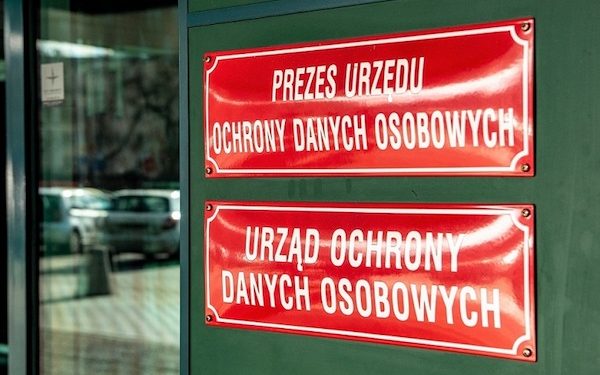 PREZES URZĘDU
OCHRONY DANYCH OSOBOWYCH
URZĄD OCHRONY
DANYCH OSOBOWYCH